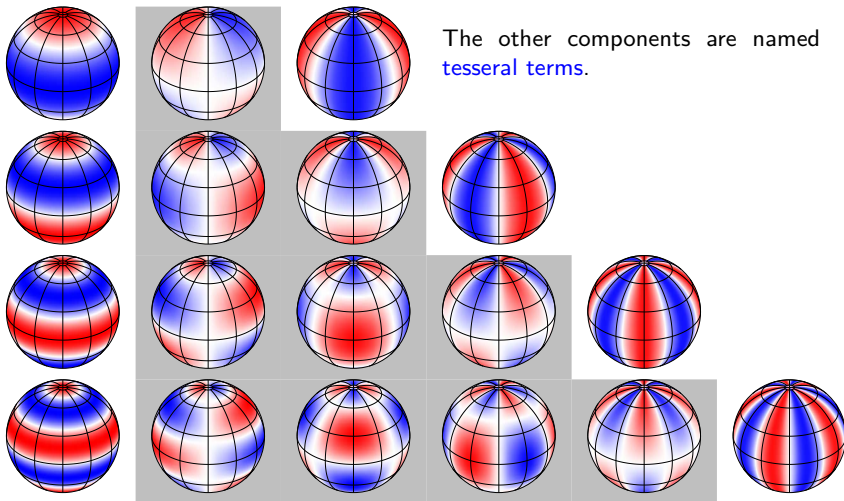 The other components are named
tesseral terms.